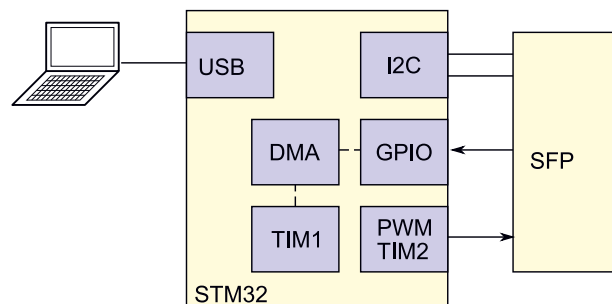 USB
I2C
DMA
GPIO
SFP
TIM1
PWM
TIM2
STM32